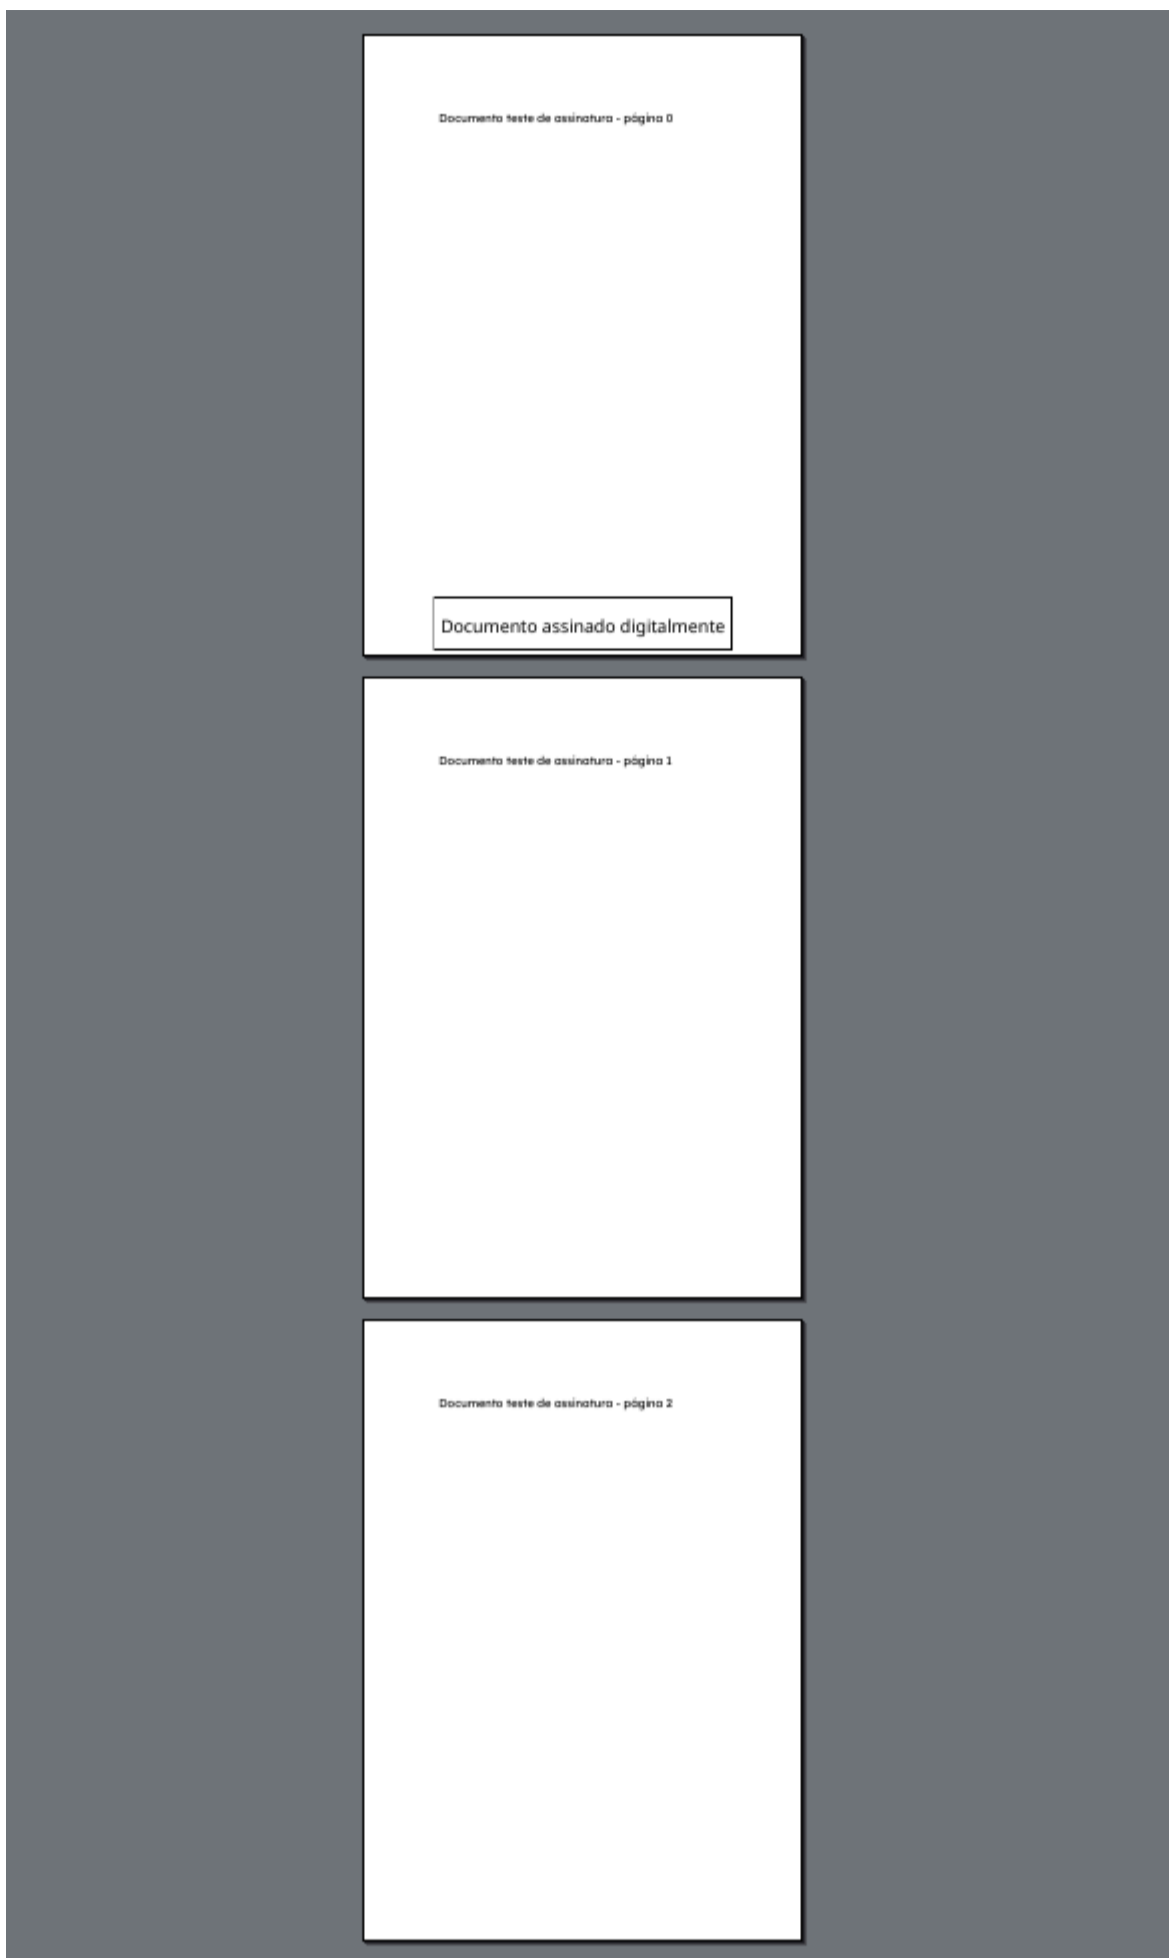 Documento teste de assinatura - página 0
Documento assinado digitalmente
Documento teste de assinatura - página 1
Documento teste de assinatura - página 2